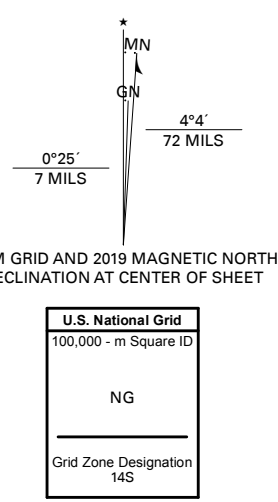 ★
MN
GN
4°4´
72 MILS
0°25´
7 MILS
M GRID AND 2019 MAGNETIC NORTH
ECLINATION AT CENTER OF SHEET
U.S. National Grid
100,000 - m Square ID
NG
Grid Zone Designation
14S